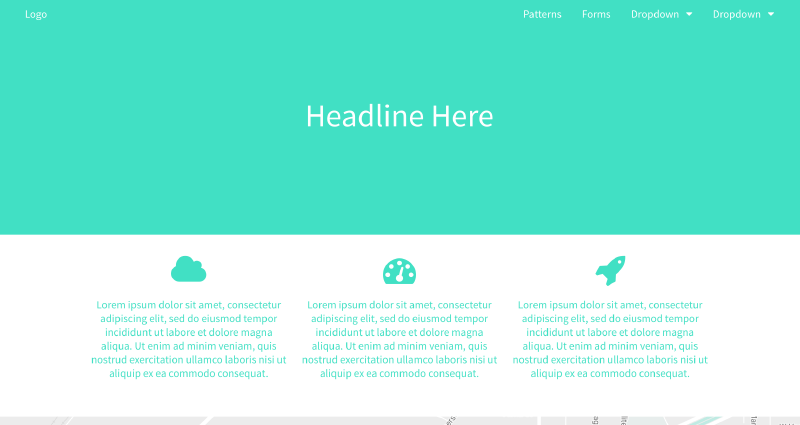 Logo
Patterns Forms Dropdown Dropdown
Headline Here
Lorem ipsum dolor sit amet, consectetur
adipiscing elit, sed do eiusmod tempor
incididunt ut labore et dolore magna
aliqua. Ut enim ad minim veniam, quis
nostrud exercitation ullamco laboris nisi ut
aliquip ex ea commodo consequat.
Lorem ipsum dolor sit amet, consectetur
adipiscing elit, sed do eiusmod tempor
incididunt ut labore et dolore magna
aliqua. Ut enim ad minim veniam, quis
nostrud exercitation ullamco laboris nisi ut
aliquip ex ea commodo consequat.
Lorem ipsum dolor sit amet, consectetur
adipiscing elit, sed do eiusmod tempor
incididunt ut labore et dolore magna
aliqua. Ut enim ad minim veniam, quis
nostrud exercitation ullamco laboris nisi ut
aliquip ex ea commodo consequat.